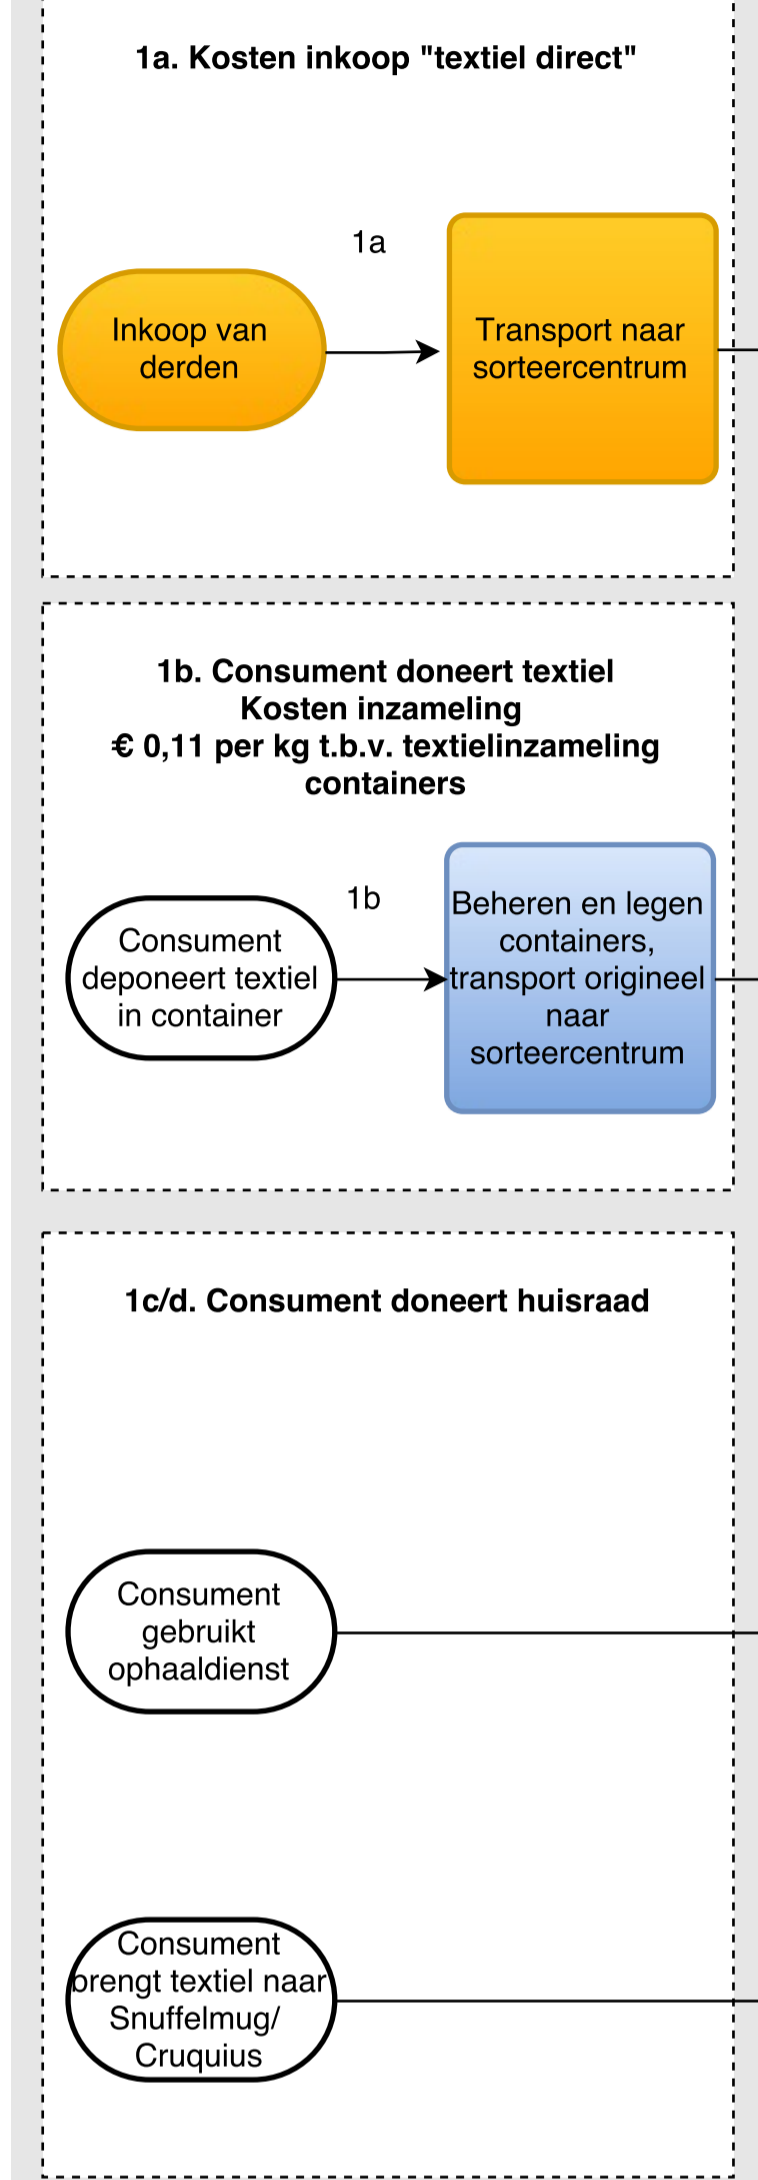 1a. Kosten inkoop "textiel direct"
1a
Inkoop van
derden
Transport naar
sorteercentrum
1b. Consument doneert textiel
Kosten inzameling
€ 0,11 per kg t.b.v. textielinzameling
containers
1b
Consument
deponeert textiel
in container
Beheren en legen
containers,
transport origineel
naar
sorteercentrum
1c/d. Consument doneert huisraad
Consument
gebruikt
ophaaldienst
Consument
brengt textiel naar
Snuffelmug/
Cruquius